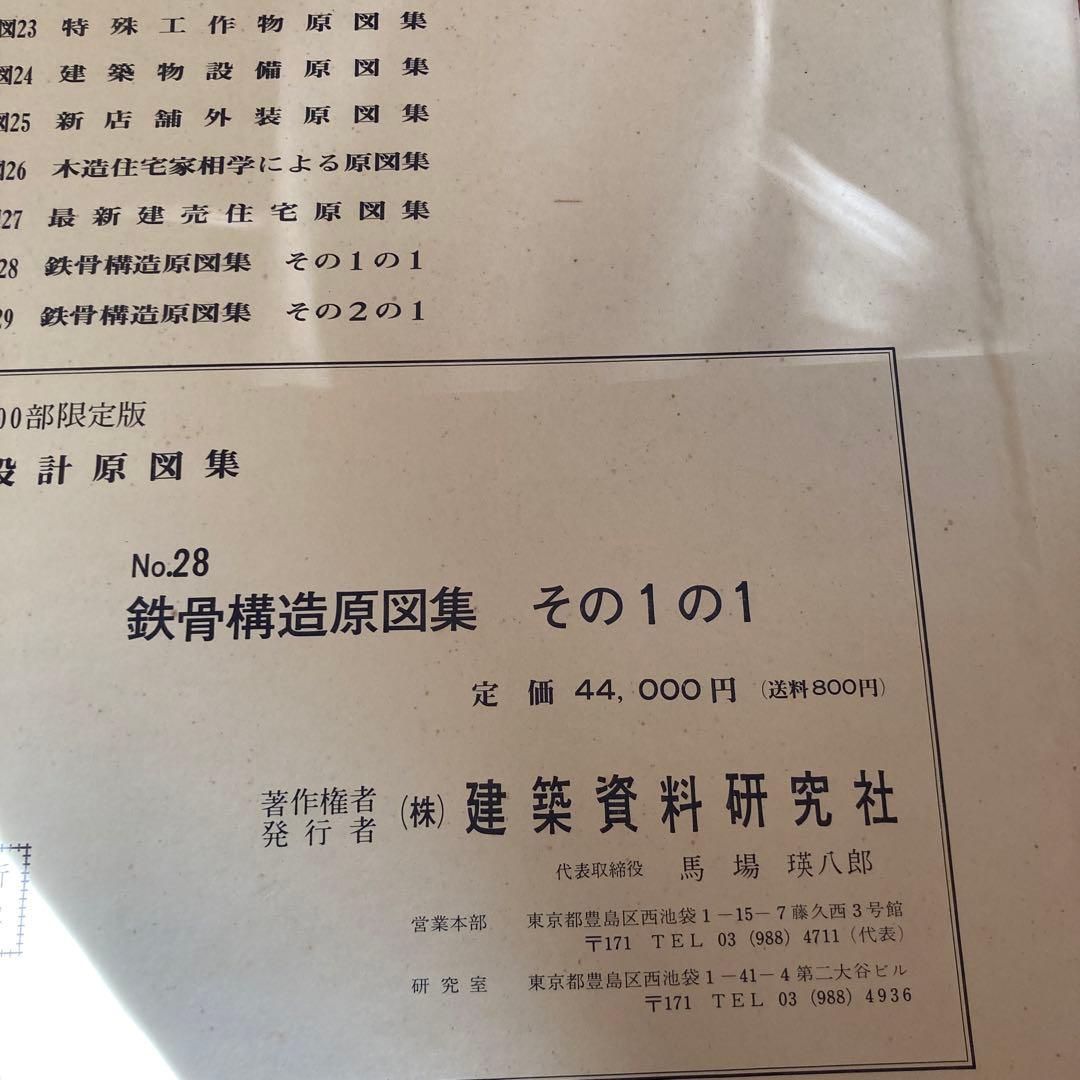 図23 特殊工作物原図集
図24 建築物設備原図集
図25 新店舗外装原図集
図26 木造住宅家相学による原図集
27 最新建売住宅原図集
28 鉄骨構造原図集 その1の1
29 鉄骨構造原図集 その2の1
00部限定版
設計原図集
No.28
鉄骨構造原図集 その1の1
定価 44,000円 (送料800円)
著作権者
発行者
(株)建築資料研究社
代表取締役 馬場瑛八郎
営業本部 東京都豊島区西池袋1-15-7藤久西3号館
〒171 TEL 03 (988) 4711 (代表)
研究室 東京都豊島区西池袋1-41-4第二大谷ビル
〒171 TEL 03 (988) 4936